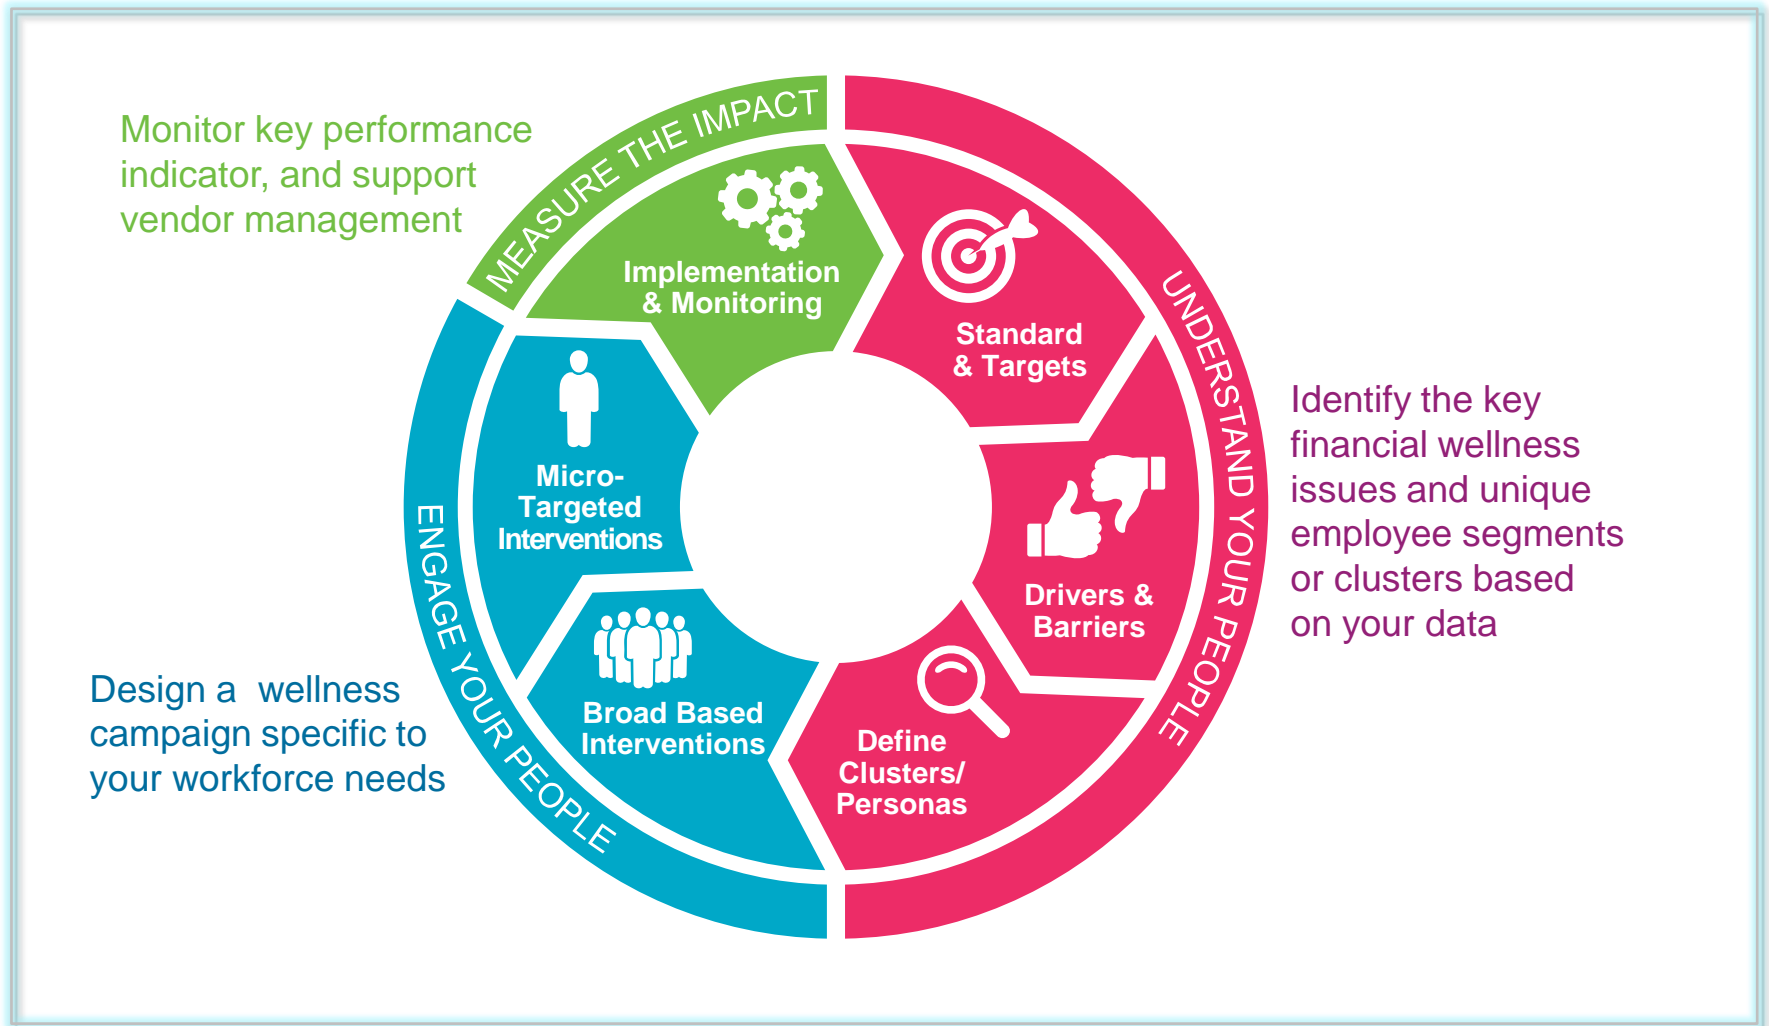 MEASURE THE IMPACT
Monitor key performance
indicator, and support
vendor management
Implementation
& Monitoring
UNDERSTAND YOUR PEOPLE
Standard
& Targets
Identify the key
financial wellness
issues and unique
employee segments
or clusters based
on your data
Drivers &
Barriers
Define
Clusters/
Personas
ENGAGE YOUR PEOPLE
Micro-
Targeted
Interventions
Broad Based
Interventions
Design a  wellness
campaign specific to
your workforce needs